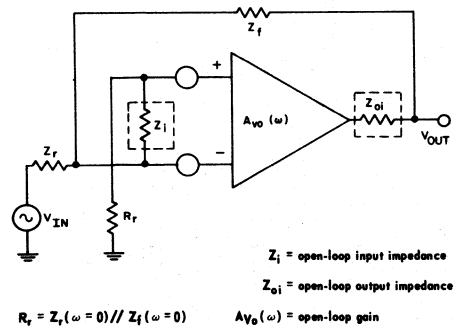 Z_f
+
Z_i
A_VO (ω)
Z_oi
V_OUT
Z_r
−
V_IN
R_r
Z_i = open-loop input impedance
Z_oi = open-loop output impedance
R_r = Z_r (ω = 0) // Z_f (ω = 0)
A_Vo (ω) = open-loop gain